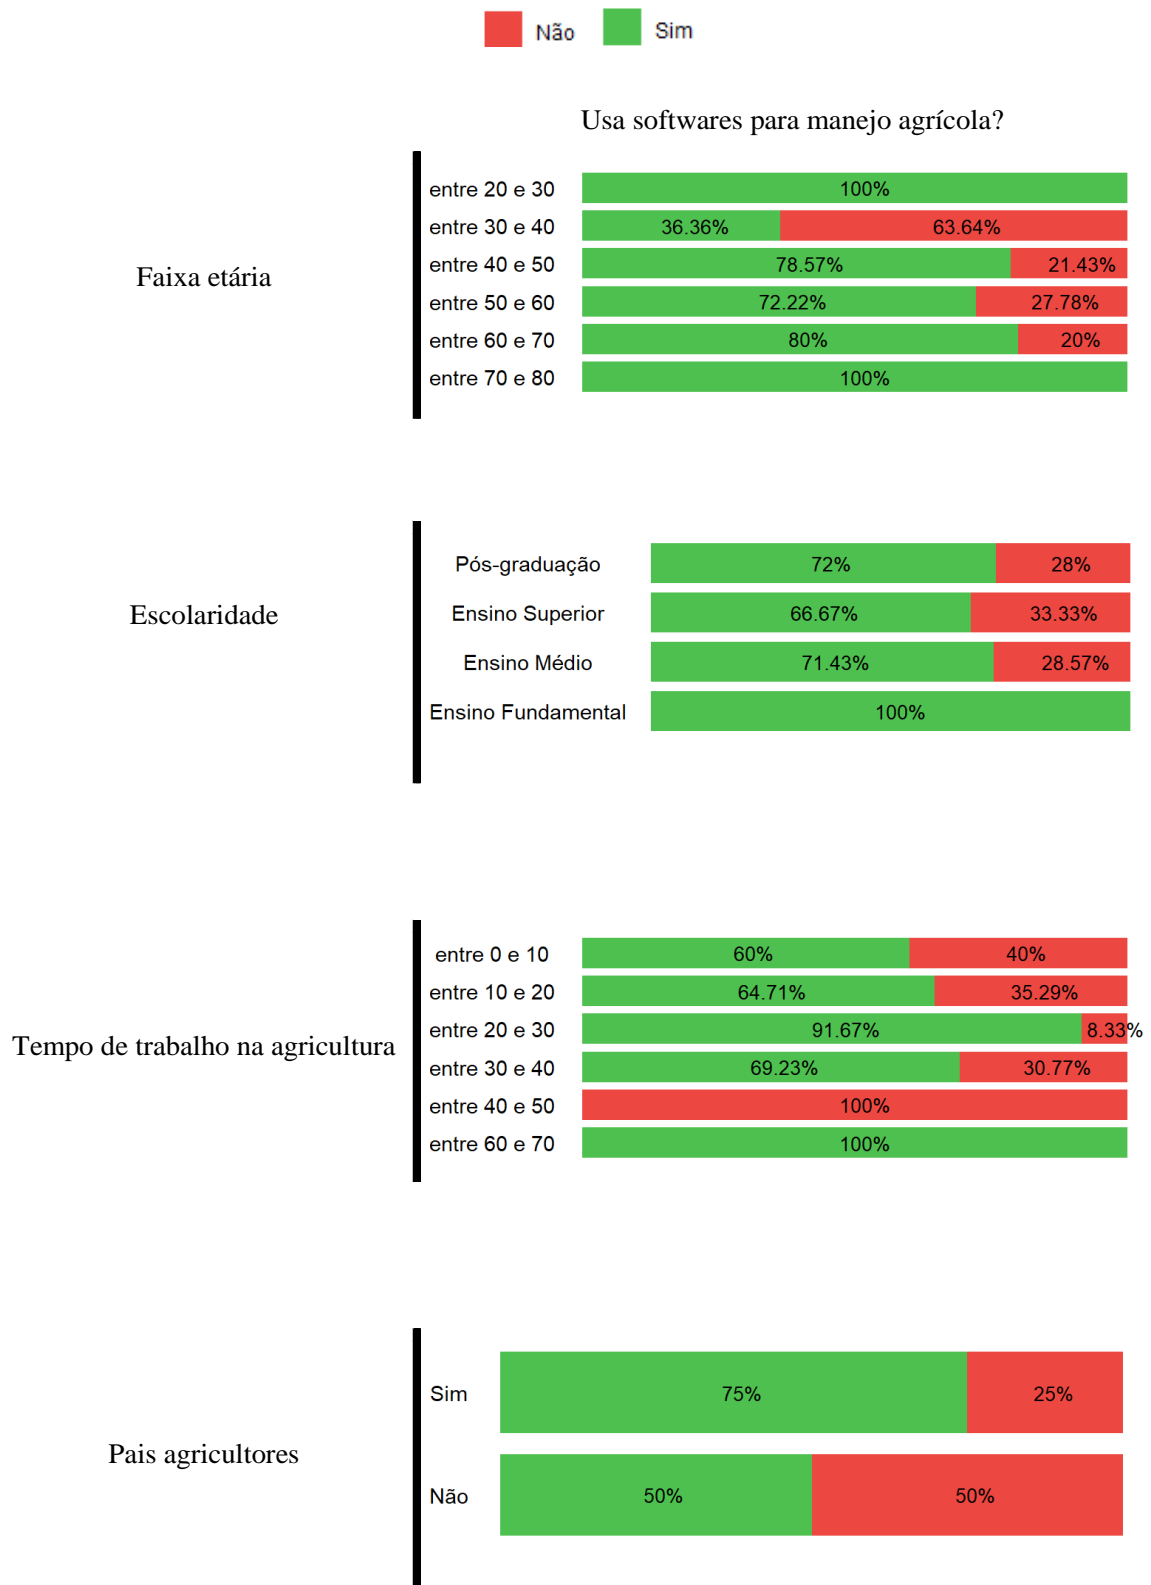 Não Sim
Usa softwares para manejo agrícola?
Faixa etária
entre 20 e 30 100%
entre 30 e 40 36.36% 63.64%
entre 40 e 50 78.57% 21.43%
entre 50 e 60 72.22% 27.78%
entre 60 e 70 80% 20%
entre 70 e 80 100%
Escolaridade
Pós-graduação 72% 28%
Ensino Superior 66.67% 33.33%
Ensino Médio 71.43% 28.57%
Ensino Fundamental 100%
Tempo de trabalho na agricultura
entre 0 e 10 60% 40%
entre 10 e 20 64.71% 35.29%
entre 20 e 30 91.67% 8.33%
entre 30 e 40 69.23% 30.77%
entre 40 e 50 100%
entre 60 e 70 100%
Pais agricultores
Sim 75% 25%
Não 50% 50%